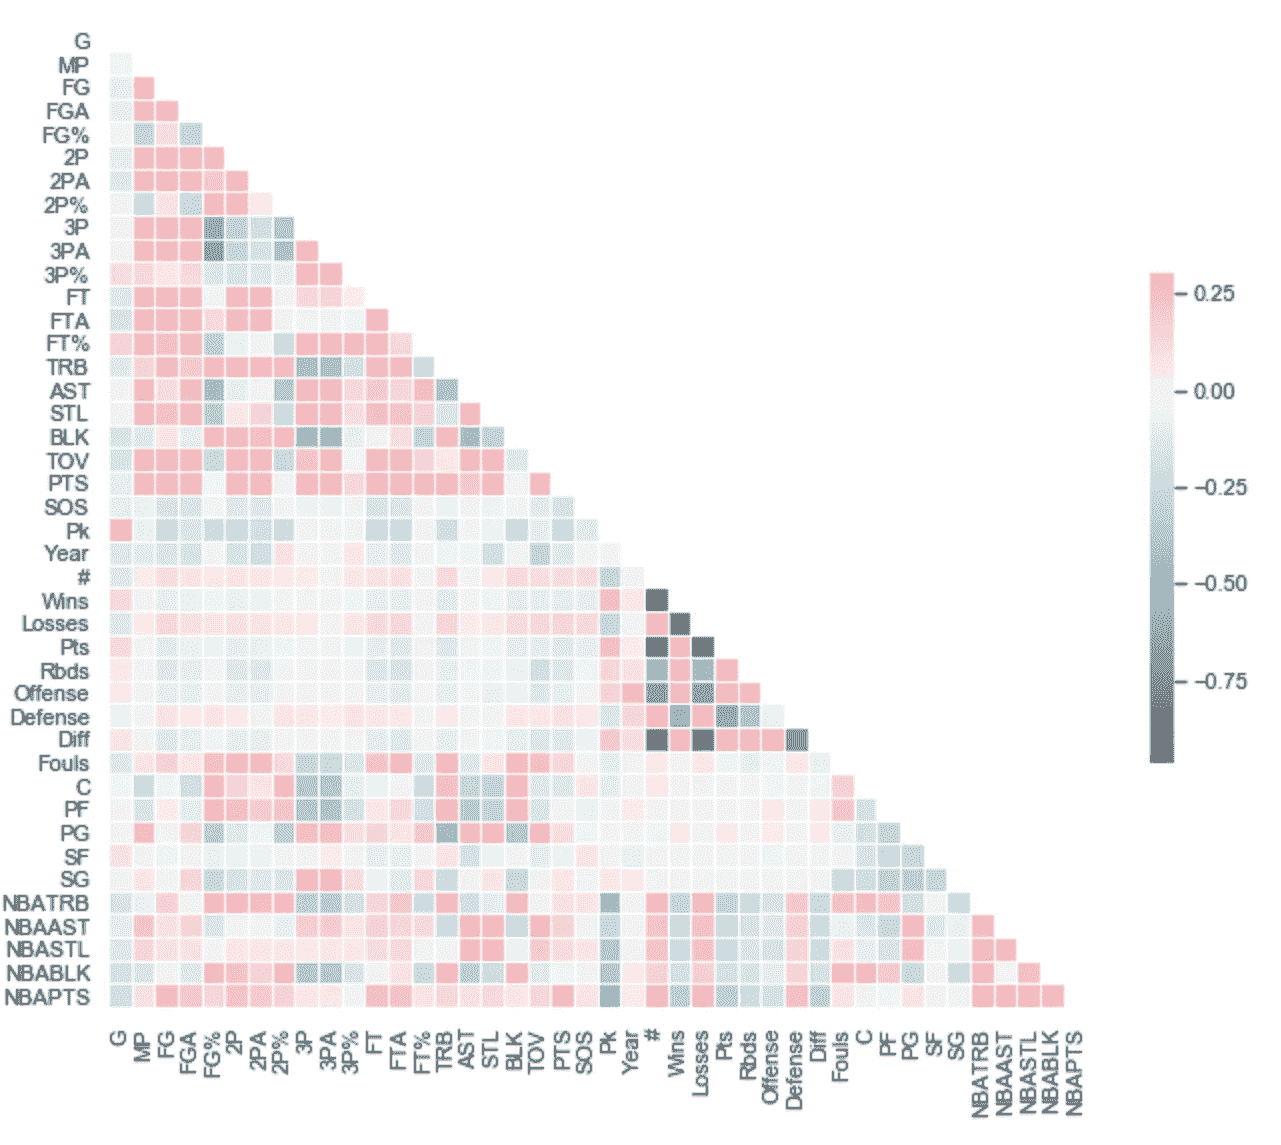 G
MP
FG
FGA
FG%
2P
2PA
2P%
3P
3PA
3P%
FT
FTA
FT%
TRB
AST
STL
BLK
TOV
PTS
SOS
Pk
Year
#
Wins
Losses
Pts
Rbds
Offense
Defense
Diff
Fouls
C
PF
PG
SF
SG
NBATRB
NBAAST
NBASTL
NBABLK
NBAPTS
G MP FG FGA FG% 2P 2PA 2P% 3P 3PA 3P% FT FTA FT% TRB AST STL BLK TOV PTS SOS Pk Year # Wins Losses Pts Rbds Offense Defense Diff Fouls C PF PG SF SG NBATRB NBAAST NBASTL NBABLK NBAPTS
0.25
0.00
−0.25
−0.50
−0.75